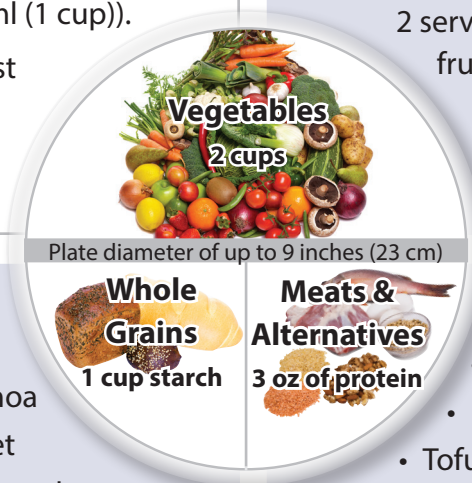 ml (1 cup)).
2 serv
st
fru
Vegetables
2 cups
Plate diameter of up to 9 inches (23 cm)
Whole
Grains
1 cup starch
Meats &
Alternatives
3 oz of protein
noa
•
et
• Tofu